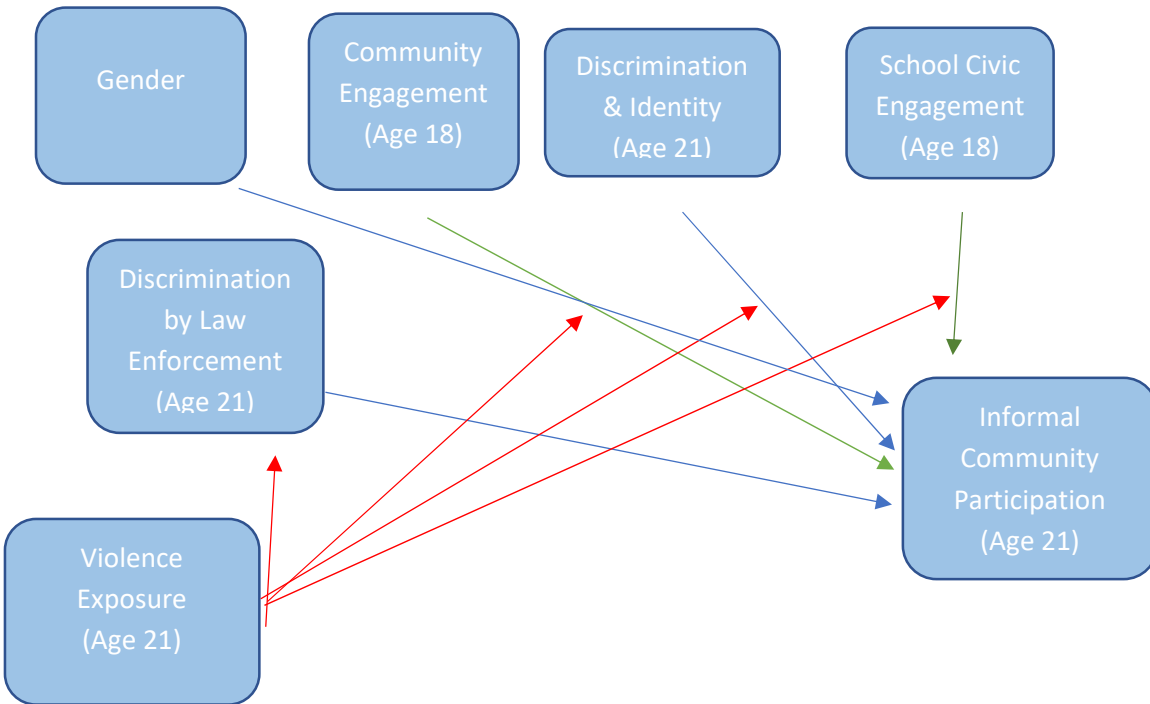 Gender
Community
Engagement
(Age 18)
Discrimination
& Identity
(Age 21)
School Civic
Engagement
(Age 18)
Discrimination
by Law
Enforcement
(Age 21)
Informal
Community
Participation
(Age 21)
Violence
Exposure
(Age 21)